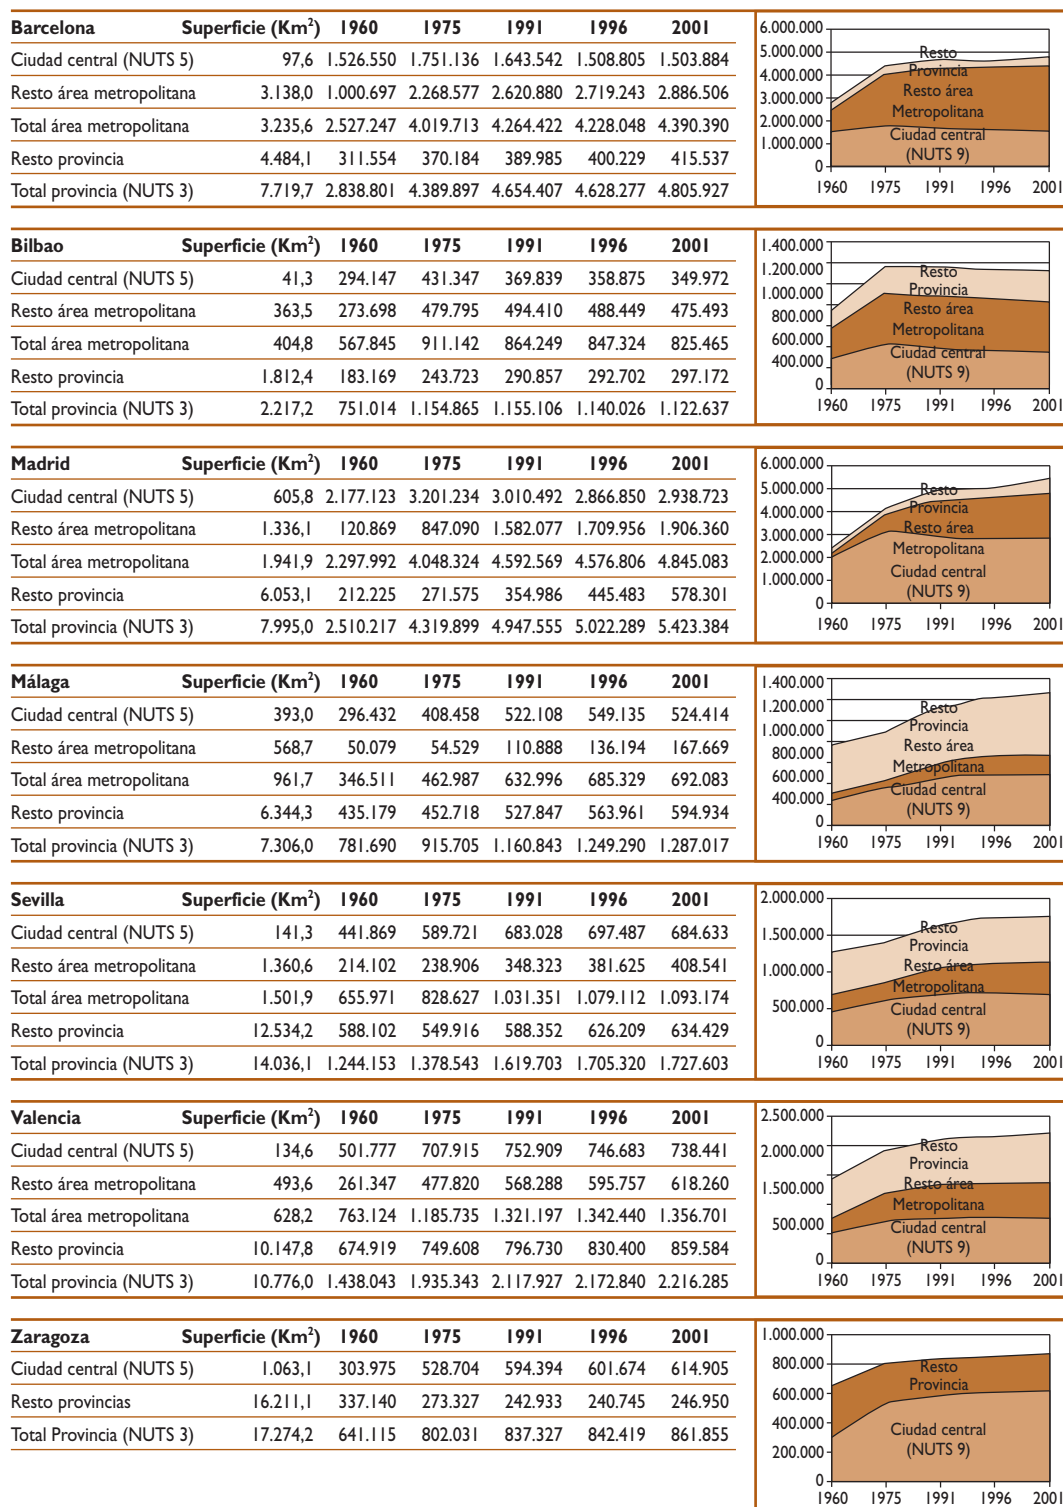 Barcelona Superficie (Km²) 1960 1975 1991 1996 2001
Ciudad central (NUTS 5) 97,6 1.526.550 1.751.136 1.643.542 1.508.805 1.503.884
Resto área metropolitana 3.138,0 1.000.697 2.268.577 2.620.880 2.719.243 2.886.506
Total área metropolitana 3.235,6 2.527.247 4.019.713 4.264.422 4.228.048 4.390.390
Resto provincia 4.484,1 311.554 370.184 389.985 400.229 415.537
Total provincia (NUTS 3) 7.719,7 2.838.801 4.389.897 4.654.407 4.628.277 4.805.927
6.000.000
5.000.000
4.000.000
3.000.000
2.000.000
1.000.000
0
Resto
Provincia
Resto área
Metropolitana
Ciudad central
(NUTS 9)
1960 1975 1991 1996 2001
Bilbao Superficie (Km²) 1960 1975 1991 1996 2001
Ciudad central (NUTS 5) 41,3 294.147 431.347 369.839 358.875 349.972
Resto área metropolitana 363,5 273.698 479.795 494.410 488.449 475.493
Total área metropolitana 404,8 567.845 911.142 864.249 847.324 825.465
Resto provincia 1.812,4 183.169 243.723 290.857 292.702 297.172
Total provincia (NUTS 3) 2.217,2 751.014 1.154.865 1.155.106 1.140.026 1.122.637
1.400.000
1.200.000
1.000.000
800.000
600.000
400.000
0
Resto
Provincia
Resto área
Metropolitana
Ciudad central
(NUTS 9)
1960 1975 1991 1996 2001
Madrid Superficie (Km²) 1960 1975 1991 1996 2001
Ciudad central (NUTS 5) 605,8 2.177.123 3.201.234 3.010.492 2.866.850 2.938.723
Resto área metropolitana 1.336,1 120.869 847.090 1.582.077 1.709.956 1.906.360
Total área metropolitana 1.941,9 2.297.992 4.048.324 4.592.569 4.576.806 4.845.083
Resto provincia 6.053,1 212.225 271.575 354.986 445.483 578.301
Total provincia (NUTS 3) 7.995,0 2.510.217 4.319.899 4.947.555 5.022.289 5.423.384
6.000.000
5.000.000
4.000.000
3.000.000
2.000.000
1.000.000
0
Resto
Provincia
Resto área
Metropolitana
Ciudad central
(NUTS 9)
1960 1975 1991 1996 2001
Málaga Superficie (Km²) 1960 1975 1991 1996 2001
Ciudad central (NUTS 5) 393,0 296.432 408.458 522.108 549.135 524.414
Resto área metropolitana 568,7 50.079 54.529 110.888 136.194 167.669
Total área metropolitana 961,7 346.511 462.987 632.996 685.329 692.083
Resto provincia 6.344,3 435.179 452.718 527.847 563.961 594.934
Total provincia (NUTS 3) 7.306,0 781.690 915.705 1.160.843 1.249.290 1.287.017
1.400.000
1.200.000
1.000.000
800.000
600.000
400.000
0
Resto
Provincia
Resto área
Metropolitana
Ciudad central
(NUTS 9)
1960 1975 1991 1996 2001
Sevilla Superficie (Km²) 1960 1975 1991 1996 2001
Ciudad central (NUTS 5) 141,3 441.869 589.721 683.028 697.487 684.633
Resto área metropolitana 1.360,6 214.102 238.906 348.323 381.625 408.541
Total área metropolitana 1.501,9 655.971 828.627 1.031.351 1.079.112 1.093.174
Resto provincia 12.534,2 588.102 549.916 588.352 626.209 634.429
Total provincia (NUTS 3) 14.036,1 1.244.153 1.378.543 1.619.703 1.705.320 1.727.603
2.000.000
1.500.000
1.000.000
500.000
0
Resto
Provincia
Resto área
Metropolitana
Ciudad central
(NUTS 9)
1960 1975 1991 1996 2001
Valencia Superficie (Km²) 1960 1975 1991 1996 2001
Ciudad central (NUTS 5) 134,6 501.777 707.915 752.909 746.683 738.441
Resto área metropolitana 493,6 261.347 477.820 568.288 595.757 618.260
Total área metropolitana 628,2 763.124 1.185.735 1.321.197 1.342.440 1.356.701
Resto provincia 10.147,8 674.919 749.608 796.730 830.400 859.584
Total provincia (NUTS 3) 10.776,0 1.438.043 1.935.343 2.117.927 2.172.840 2.216.285
2.500.000
2.000.000
1.500.000
500.000
0
Resto
Provincia
Resto área
Metropolitana
Ciudad central
(NUTS 9)
1960 1975 1991 1996 2001
Zaragoza Superficie (Km²) 1960 1975 1991 1996 2001
Ciudad central (NUTS 5) 1.063,1 303.975 528.704 594.394 601.674 614.905
Resto provincias 16.211,1 337.140 273.327 242.933 240.745 246.950
Total Provincia (NUTS 3) 17.274,2 641.115 802.031 837.327 842.419 861.855
1.000.000
800.000
600.000
400.000
200.000
0
Resto
Provincia
Ciudad central
(NUTS 9)
1960 1975 1991 1996 2001